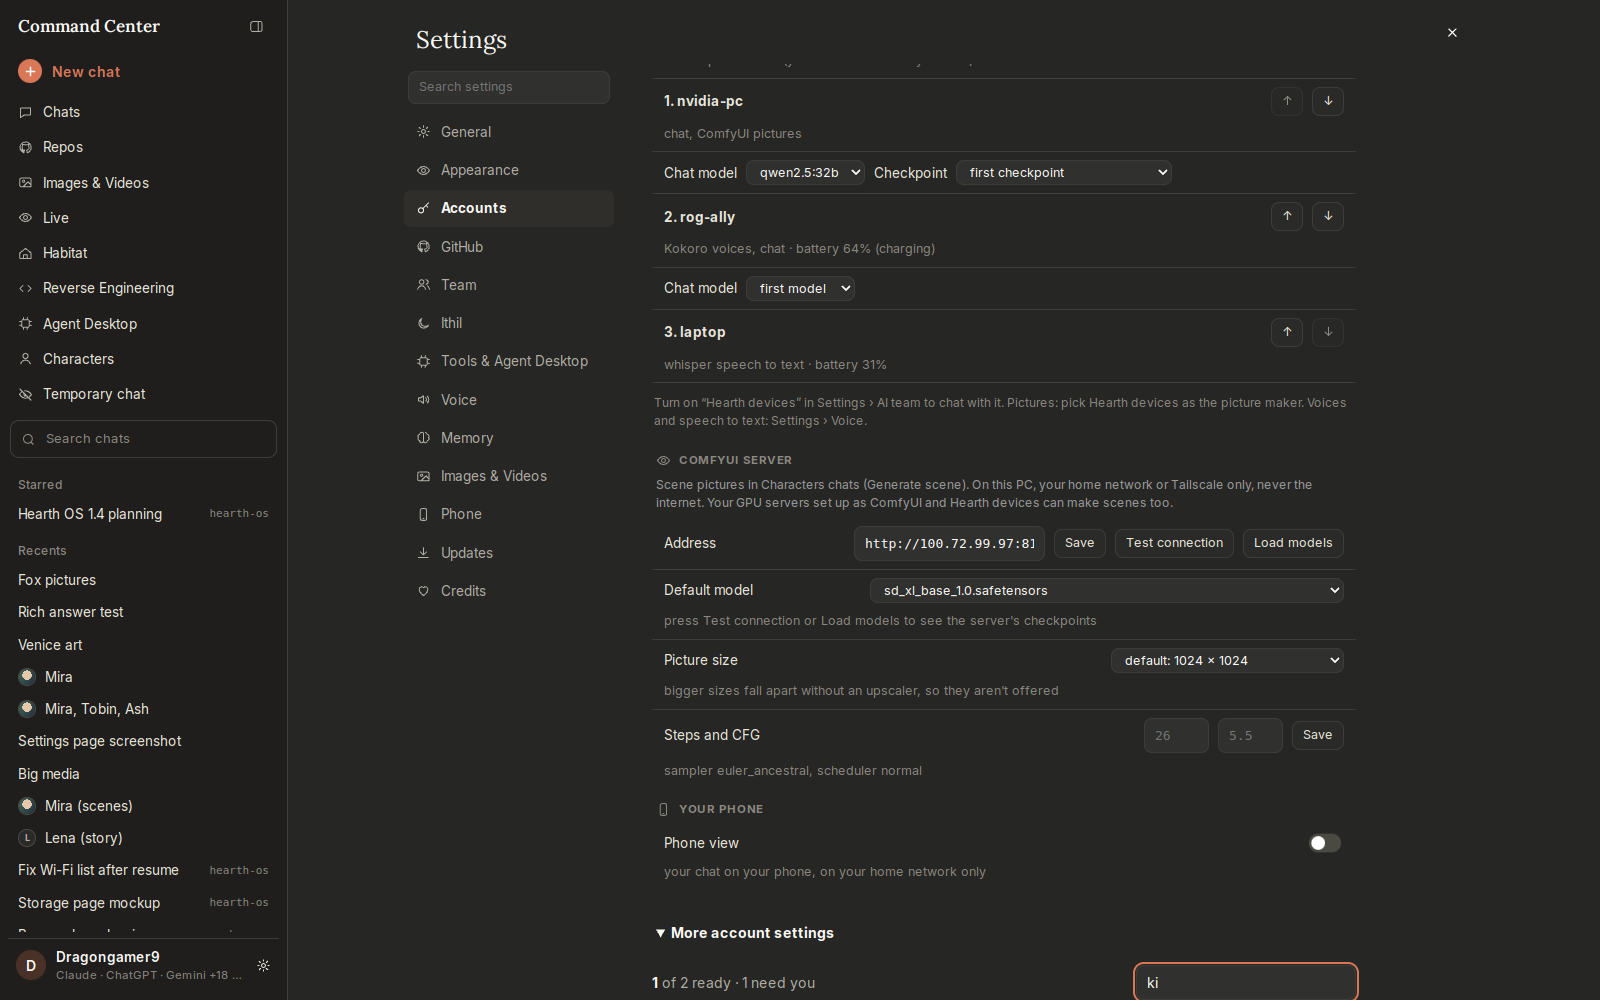 Command Center
New chat
Chats
Repos
Images & Videos
Live
Habitat
Reverse Engineering
Agent Desktop
Characters
Temporary chat
Search chats
Starred
Hearth OS 1.4 planning hearth-os
Recents
Fox pictures
Rich answer test
Venice art
Mira
Mira, Tobin, Ash
Settings page screenshot
Big media
Mira (scenes)
L Lena (story)
Fix Wi-Fi list after resume hearth-os
Storage page mockup hearth-os
D Dragongamer9
Claude · ChatGPT · Gemini +18 ...
Settings
Search settings
General
Appearance
Accounts
GitHub
Team
Ithil
Tools & Agent Desktop
Voice
Memory
Images & Videos
Phone
Updates
Credits
1. nvidia-pc
chat, ComfyUI pictures
Chat model qwen2.5:32b Checkpoint first checkpoint
2. rog-ally
Kokoro voices, chat · battery 64% (charging)
Chat model first model
3. laptop
whisper speech to text · battery 31%
Turn on “Hearth devices” in Settings › AI team to chat with it. Pictures: pick Hearth devices as the picture maker. Voices
and speech to text: Settings › Voice.
COMFYUI SERVER
Scene pictures in Characters chats (Generate scene). On this PC, your home network or Tailscale only, never the
internet. Your GPU servers set up as ComfyUI and Hearth devices can make scenes too.
Address http://100.72.99.97:81 Save Test connection Load models
Default model sd_xl_base_1.0.safetensors
press Test connection or Load models to see the server's checkpoints
Picture size default: 1024 × 1024
bigger sizes fall apart without an upscaler, so they aren't offered
Steps and CFG 26 5.5 Save
sampler euler_ancestral, scheduler normal
YOUR PHONE
Phone view
your chat on your phone, on your home network only
More account settings
1 of 2 ready · 1 need you ki